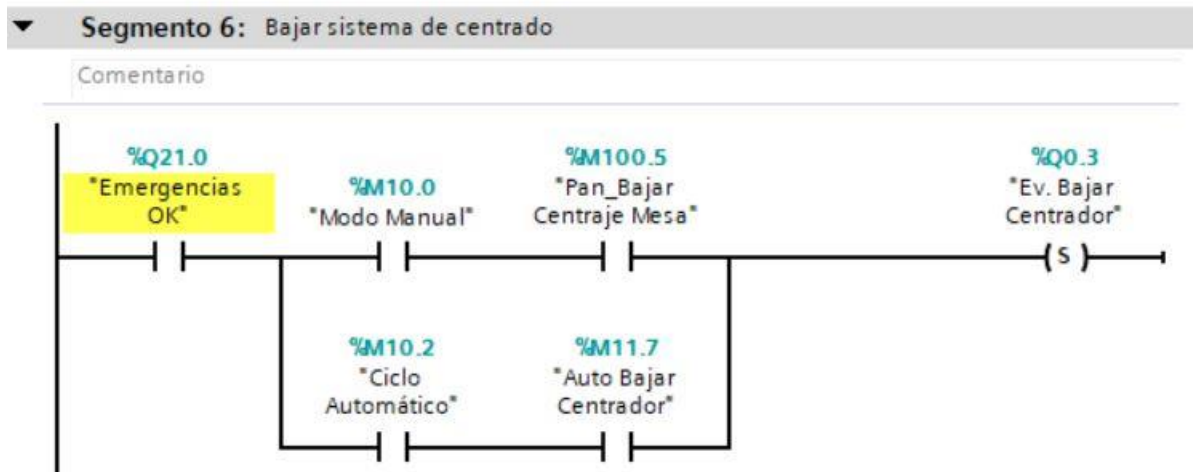 Segmento 6: Bajar sistema de centrado
Comentario
%Q21.0
"Emergencias
OK"
%M10.0
"Modo Manual"
%M100.5
"Pan_Bajar
Centraje Mesa"
%Q0.3
"Ev. Bajar
Centrador"
S
%M10.2
"Ciclo
Automático"
%M11.7
"Auto Bajar
Centrador"